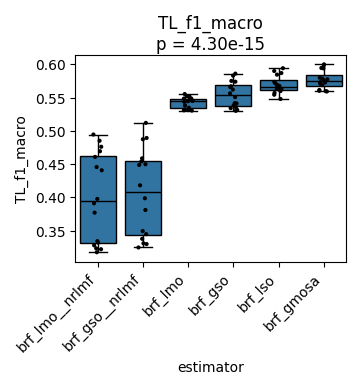 TL_f1_macro
p = 4.30e-15
TL_f1_macro
0.60
0.55
0.50
0.45
0.40
0.35
brf_lmo__nrlmf
brf_gso__nrlmf
brf_lmo
brf_gso
brf_lso
brf_gmosa
estimator